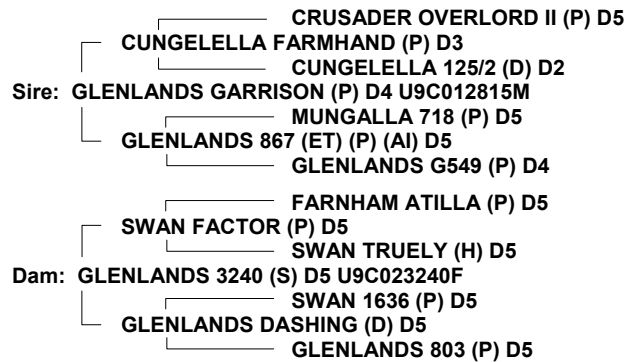 CRUSADER OVERLORD II (P) D5
CUNGELELLA FARMHAND (P) D3
CUNGELELLA 125/2 (D) D2
Sire: GLENLANDS GARRISON (P) D4 U9C012815M
MUNGALLA 718 (P) D5
GLENLANDS 867 (ET) (P) (AI) D5
GLENLANDS G549 (P) D4
FARNHAM ATILLA (P) D5
SWAN FACTOR (P) D5
SWAN TRUELY (H) D5
Dam: GLENLANDS 3240 (S) D5 U9C023240F
SWAN 1636 (P) D5
GLENLANDS DASHING (D) D5
GLENLANDS 803 (P) D5